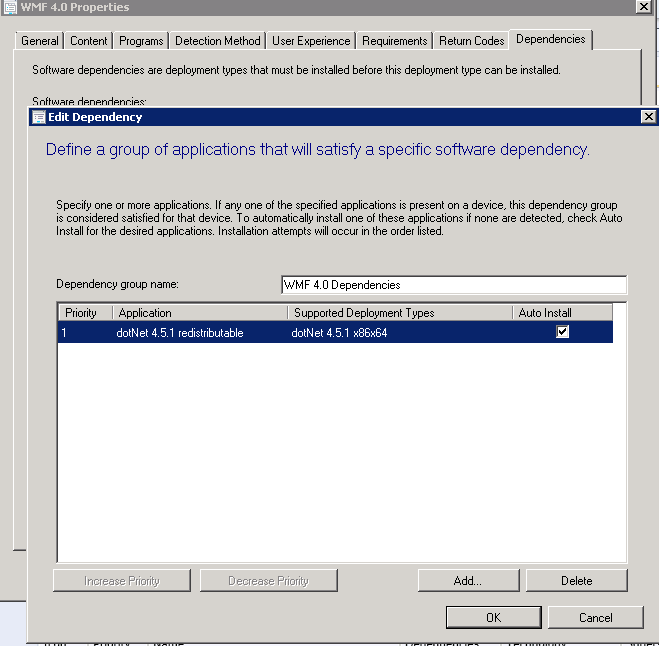 WMF 4.0 Properties
General Content Programs Detection Method User Experience Requirements Return Codes Dependencies
Software dependencies are deployment types that must be installed before this deployment type can be installed.
Software dependencies:
Edit Dependency
Define a group of applications that will satisfy a specific software dependency.
Specify one or more applications. If any one of the specified applications is present on a device, this dependency group
is considered satisfied for that device. To automatically install one of these applications if none are detected, check Auto
Install for the desired applications. Installation attempts will occur in the order listed.
Dependency group name: WMF 4.0 Dependencies
Priority Application Supported Deployment Types Auto Install
1 dotNet 4.5.1 redistributable dotNet 4.5.1 x86x64
Increase Priority Decrease Priority Add... Delete
OK Cancel